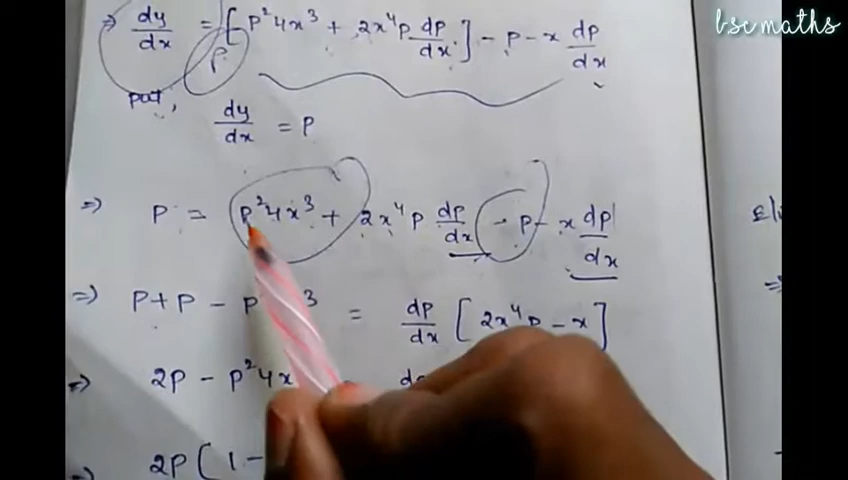 bsc maths
⇒ dy/dx = [p²4x³ + 2x⁴p dp/dx] - p - x dp/dx
p
put, dy/dx = p
⇒ p = p²4x³ + 2x⁴p dp/dx - p - x dp/dx
⇒ p+p - p 3 = dp/dx [2x⁴p - x]
⇒ 2p - p²4x
⇒ 2p (1 -